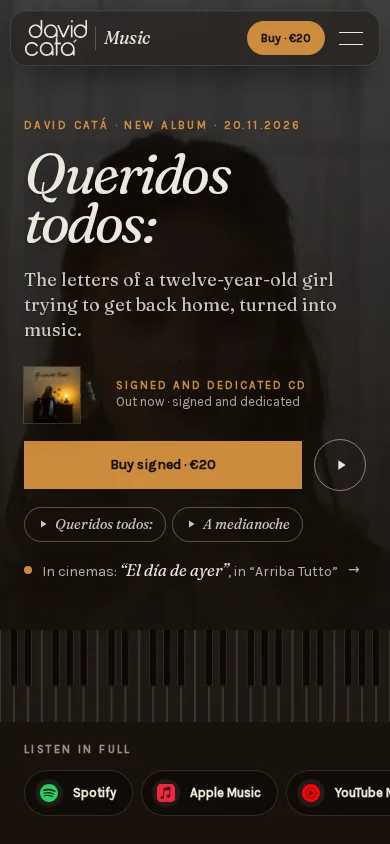 david
catá
Music
Buy · €20
DAVID CATÁ · NEW ALBUM · 20.11.2026
Queridos
todos:
The letters of a twelve-year-old girl
trying to get back home, turned into
music.
SIGNED AND DEDICATED CD
Out now · signed and dedicated
Buy signed · €20
Queridos todos:
A medianoche
In cinemas: “El día de ayer”, in “Arriba Tutto” →
LISTEN IN FULL
Spotify
Apple Music
YouTube M